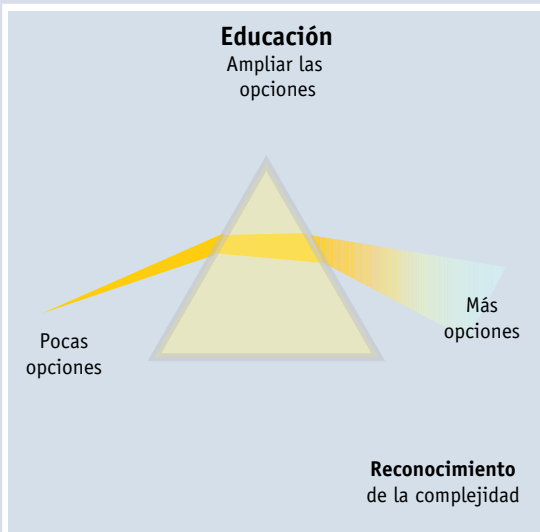 Educación
Ampliar las
opciones
Pocas
opciones
Más
opciones
Reconocimiento
de la complejidad